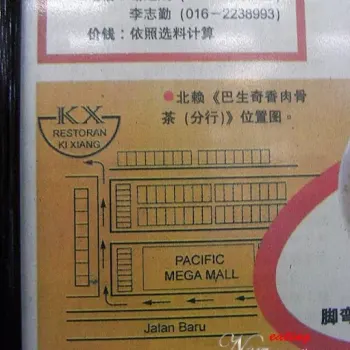 李志勤 (016-2238993)
价钱：依照选料计算
KX
RESTORAN
KI XIANG
●北赖《巴生奇香肉骨
茶（分行）》位置图。
PACIFIC
MEGA MALL
Jalan Baru
脚弯